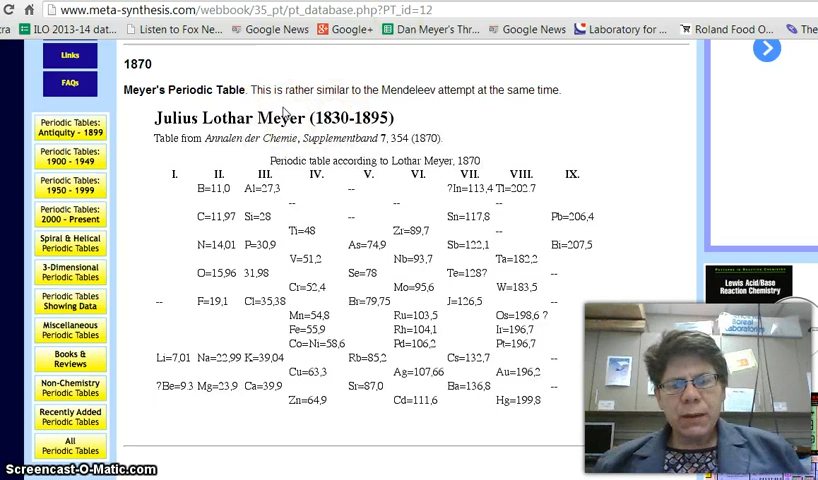 www.meta-synthesis.com/webbook/35_pt/pt_database.php?PT_id=12
ILO 2013-14 data Listen to Fox New... Google News Google+ Dan Meyer's Thr... Google News Laboratory for ... Roland Food O... The
Links
FAQs
Periodic Tables:
Antiquity - 1899
Periodic Tables:
1900 - 1949
Periodic Tables:
1950 - 1999
Periodic Tables:
2000 - Present
Spiral & Helical
Periodic Tables
3-Dimensional
Periodic Tables
Periodic Tables
Showing Data
Miscellaneous
Periodic Tables
Books &
Reviews
Non-Chemistry
Periodic Tables
Recently Added
Periodic Tables
All
Periodic Tables
1870
Meyer's Periodic Table. This is rather similar to the Mendeleev attempt at the same time.
Julius Lothar Meyer (1830-1895)
Table from Annalen der Chemie, Supplementband 7, 354 (1870).
Periodic table according to Lothar Meyer, 1870
I. II. III. IV. V. VI. VII. VIII. IX.
B=11,0 Al=27,3 -- ?In=113,4 Tl=202.7
-- -- --
C=11,97 Si=28 -- Sn=117,8 Pb=206,4
Ti=48 Zr=89,7 --
N=14,01 P=30,9 As=74,9 Sb=122,1 Bi=207,5
V=51,2 Nb=93,7 Ta=182,2
O=15,96 31,98 Se=78 Te=128? --
Cr=52,4 Mo=95,6 W=183,5
-- F=19,1 Cl=35,38 Br=79,75 J=126,5 --
Mn=54,8 Ru=103,5 Os=198,6 ?
Fe=55,9 Rh=104,1 Ir=196,7
Co=Ni=58,6 Pd=106,2 Pt=196,7
Li=7,01 Na=22,99 K=39,04 Rb=85,2 Cs=132,7 --
Cu=63,3 Ag=107,66 Au=196,2
?Be=9.3 Mg=23,9 Ca=39,9 Sr=87,0 Ba=136,8 --
Zn=64,9 Cd=111,6 Hg=199,8
Lewis Acid/Base
Reaction Chemistry
Screencast-O-Matic.com